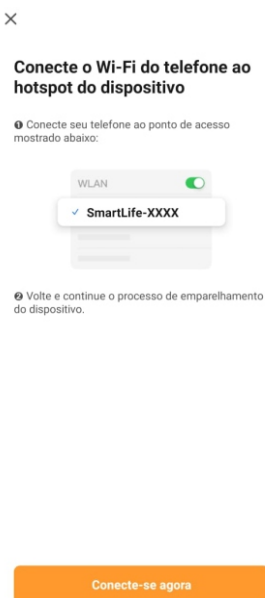 Conecte o Wi-Fi do telefone ao
hotspot do dispositivo
❶ Conecte seu telefone ao ponto de acesso
mostrado abaixo:
WLAN
✓ SmartLife-XXXX
❷ Volte e continue o processo de emparelhamento
do dispositivo.
Conecte-se agora